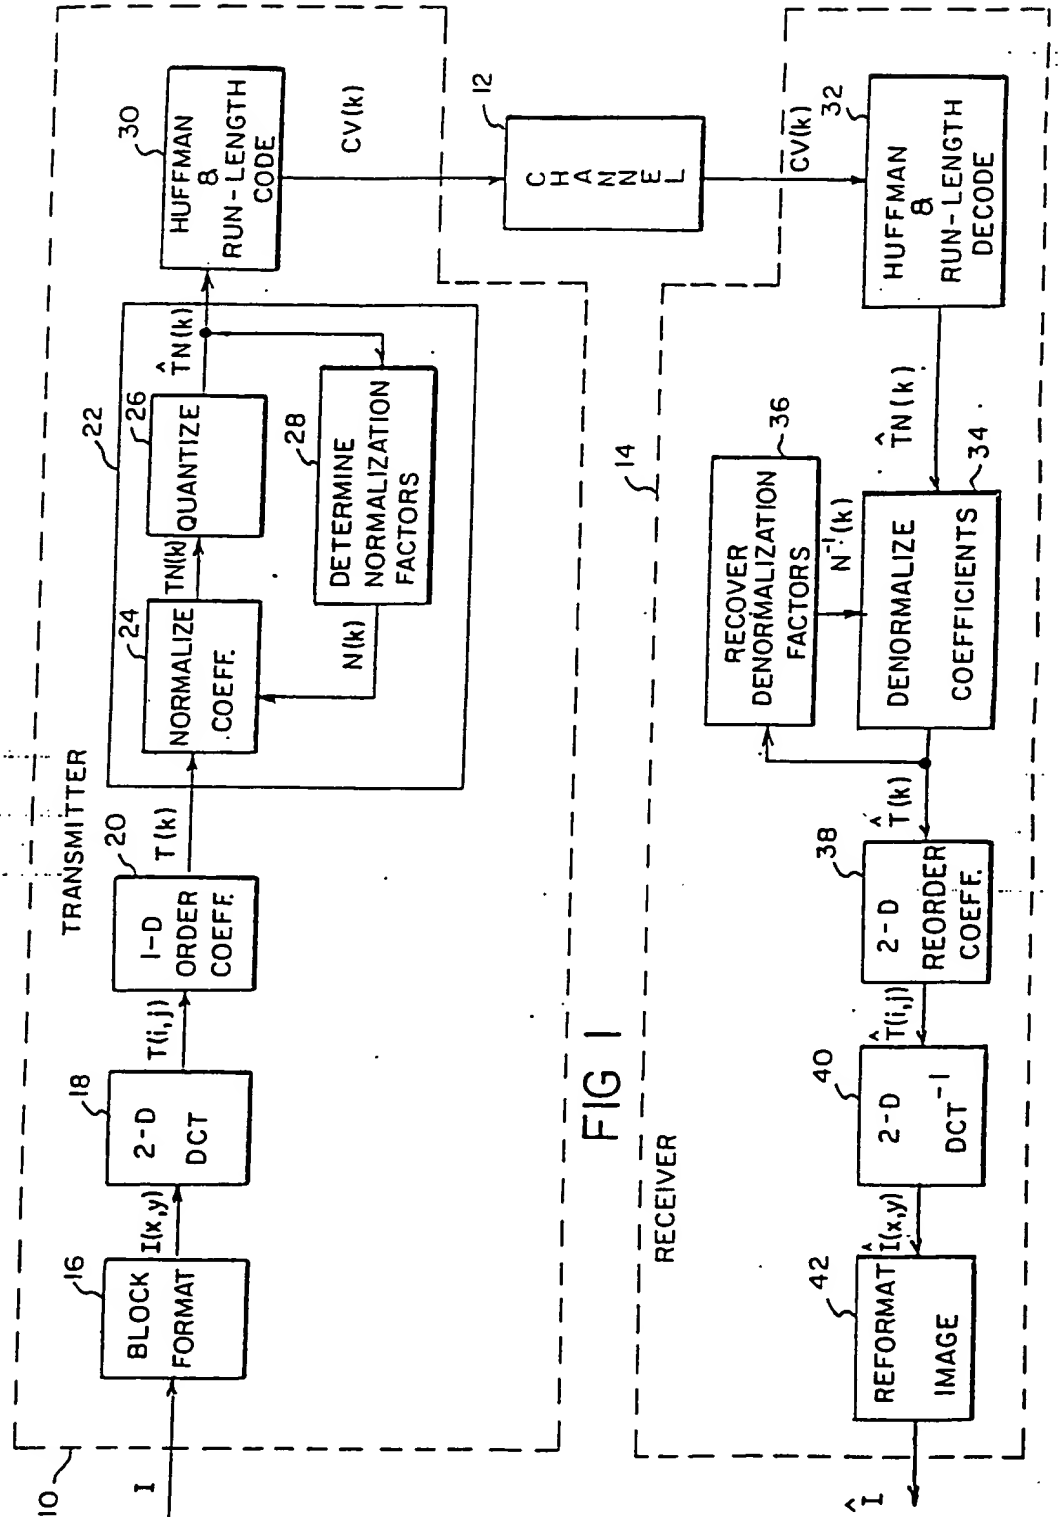 10
I
TRANSMITTER
16
BLOCK
FORMAT
I(x,y)
18
2-D
DCT
T(i,j)
20
1-D
ORDER
COEFF.
T(k)
22
24
NORMALIZE
COEFF.
TN(k)
26
QUANTIZE
T̂N(k)
28
DETERMINE
NORMALIZATION
FACTORS
N(k)
30
HUFFMAN
&
RUN-LENGTH
CODE
CV(k)
12
CHANNEL
FIG 1
14
RECEIVER
CV(k)
32
HUFFMAN
&
RUN-LENGTH
DECODE
T̂N(k)
34
DENORMALIZE
COEFFICIENTS
36
RECOVER
DENORMALIZATION
FACTORS
N⁻¹(k)
T̂(k)
38
2-D
REORDER
COEFF.
T̂(i,j)
40
2-D
DCT⁻¹
Î(x,y)
42
REFORMAT
IMAGE
Î